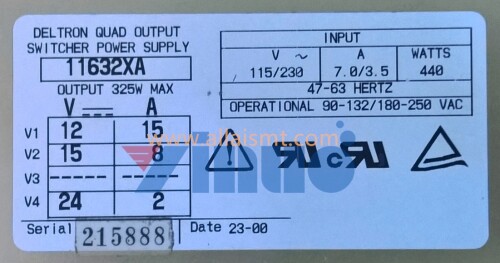 DELTRON QUAD OUTPUT
SWITCHER POWER SUPPLY
11632XA
OUTPUT 325W MAX
V A
V1 12 15
V2 15 8
V3 ----- -----
V4 24 2
Serial 215888 Date 23-00
INPUT
V ~ A WATTS
115/230 7.0/3.5 440
47-63 HERTZ
OPERATIONAL 90-132/180-250 VAC
www.allaismt.com